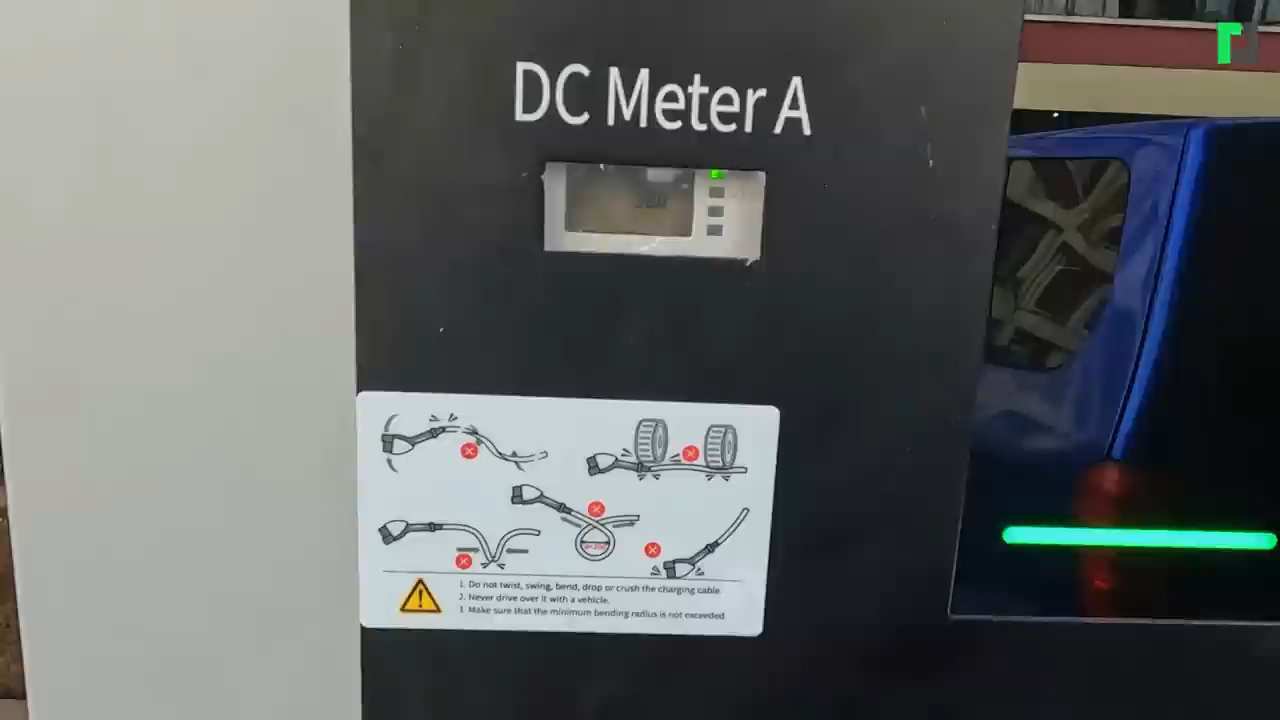 DC Meter A
1. Do not twist, swing, bend, drop or crush the charging cable
2. Never drive over it with a vehicle.
3. Make sure that the minimum bending radius is not exceeded